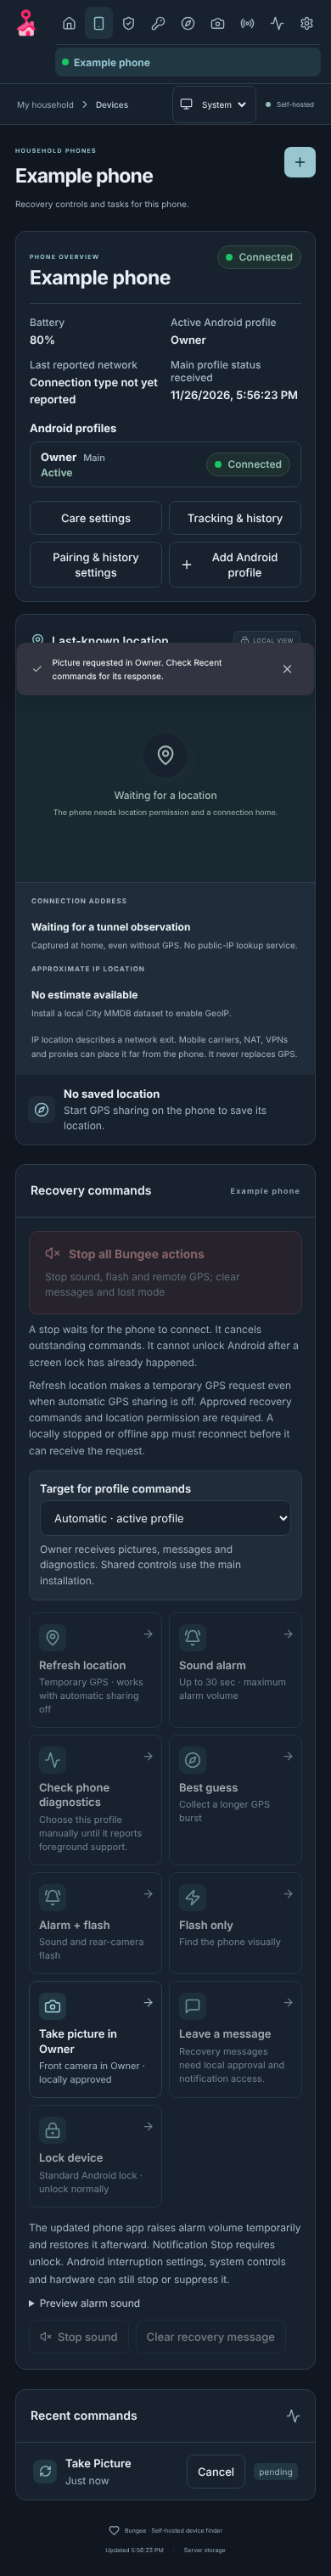 Example phone
My household
Devices
System
Self-hosted
HOUSEHOLD PHONES
Example phone
+
Recovery controls and tasks for this phone.
PHONE OVERVIEW
Connected
Example phone
Battery
80%
Active Android profile
Owner
Last reported network
Connection type not yet
reported
Main profile status
received
11/26/2026, 5:56:23 PM
Android profiles
Owner Main
Active
Connected
Care settings
Tracking & history
Pairing & history
settings
+ Add Android
profile
Last-known location
LOCAL VIEW
Picture requested in Owner. Check Recent
commands for its response.
Waiting for a location
The phone needs location permission and a connection home.
CONNECTION ADDRESS
Waiting for a tunnel observation
Captured at home, even without GPS. No public-IP lookup service.
APPROXIMATE IP LOCATION
No estimate available
Install a local City MMDB dataset to enable GeoIP.
IP location describes a network exit. Mobile carriers, NAT, VPNs
and proxies can place it far from the phone. It never replaces GPS.
No saved location
Start GPS sharing on the phone to save its
location.
Recovery commands
Example phone
Stop all Bungee actions
Stop sound, flash and remote GPS; clear
messages and lost mode
A stop waits for the phone to connect. It cancels
outstanding commands. It cannot unlock Android after a
screen lock has already happened.
Refresh location makes a temporary GPS request even
when automatic GPS sharing is off. Approved recovery
commands and location permission are required. A
locally stopped or offline app must reconnect before it
can receive the request.
Target for profile commands
Automatic · active profile
Owner receives pictures, messages and
diagnostics. Shared controls use the main
installation.
Refresh location
Temporary GPS · works
with automatic sharing
off
Sound alarm
Up to 30 sec · maximum
alarm volume
Check phone
diagnostics
Choose this profile
manually until it reports
foreground support.
Best guess
Collect a longer GPS
burst
Alarm + flash
Sound and rear-camera
flash
Flash only
Find the phone visually
Take picture in
Owner
Front camera in Owner ·
locally approved
Leave a message
Recovery messages
need local approval and
notification access.
Lock device
Standard Android lock ·
unlock normally
The updated phone app raises alarm volume temporarily
and restores it afterward. Notification Stop requires
unlock. Android interruption settings, system controls
and hardware can still stop or suppress it.
Preview alarm sound
Stop sound
Clear recovery message
Recent commands
Take Picture
Just now
Cancel
pending
Bungee · Self-hosted device finder
Updated 5:56:23 PM · Server storage